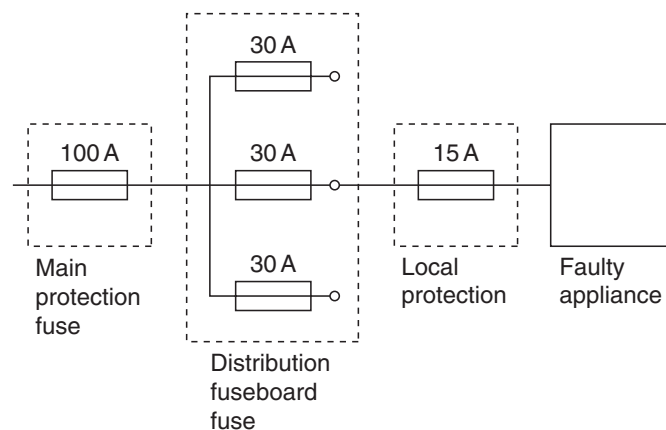 30 A
100 A
30 A
15 A
30 A
Main
protection
fuse
Local
protection
Faulty
appliance
Distribution
fuseboard
fuse